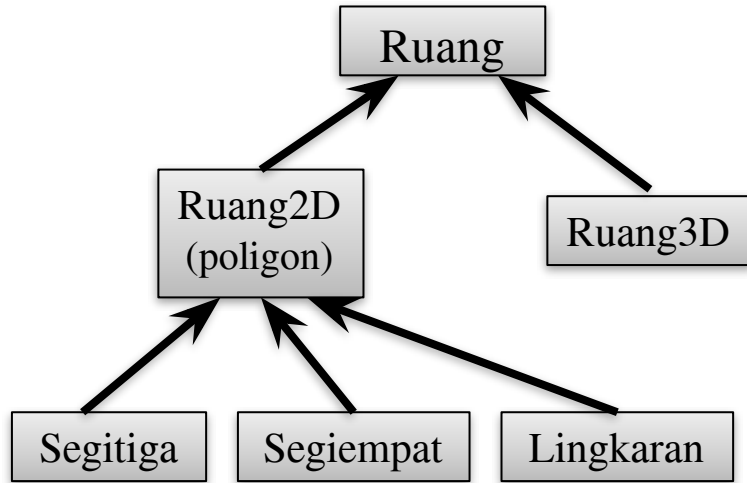 Ruang
Ruang2D
(poligon)
Ruang3D
Segitiga
Segiempat
Lingkaran